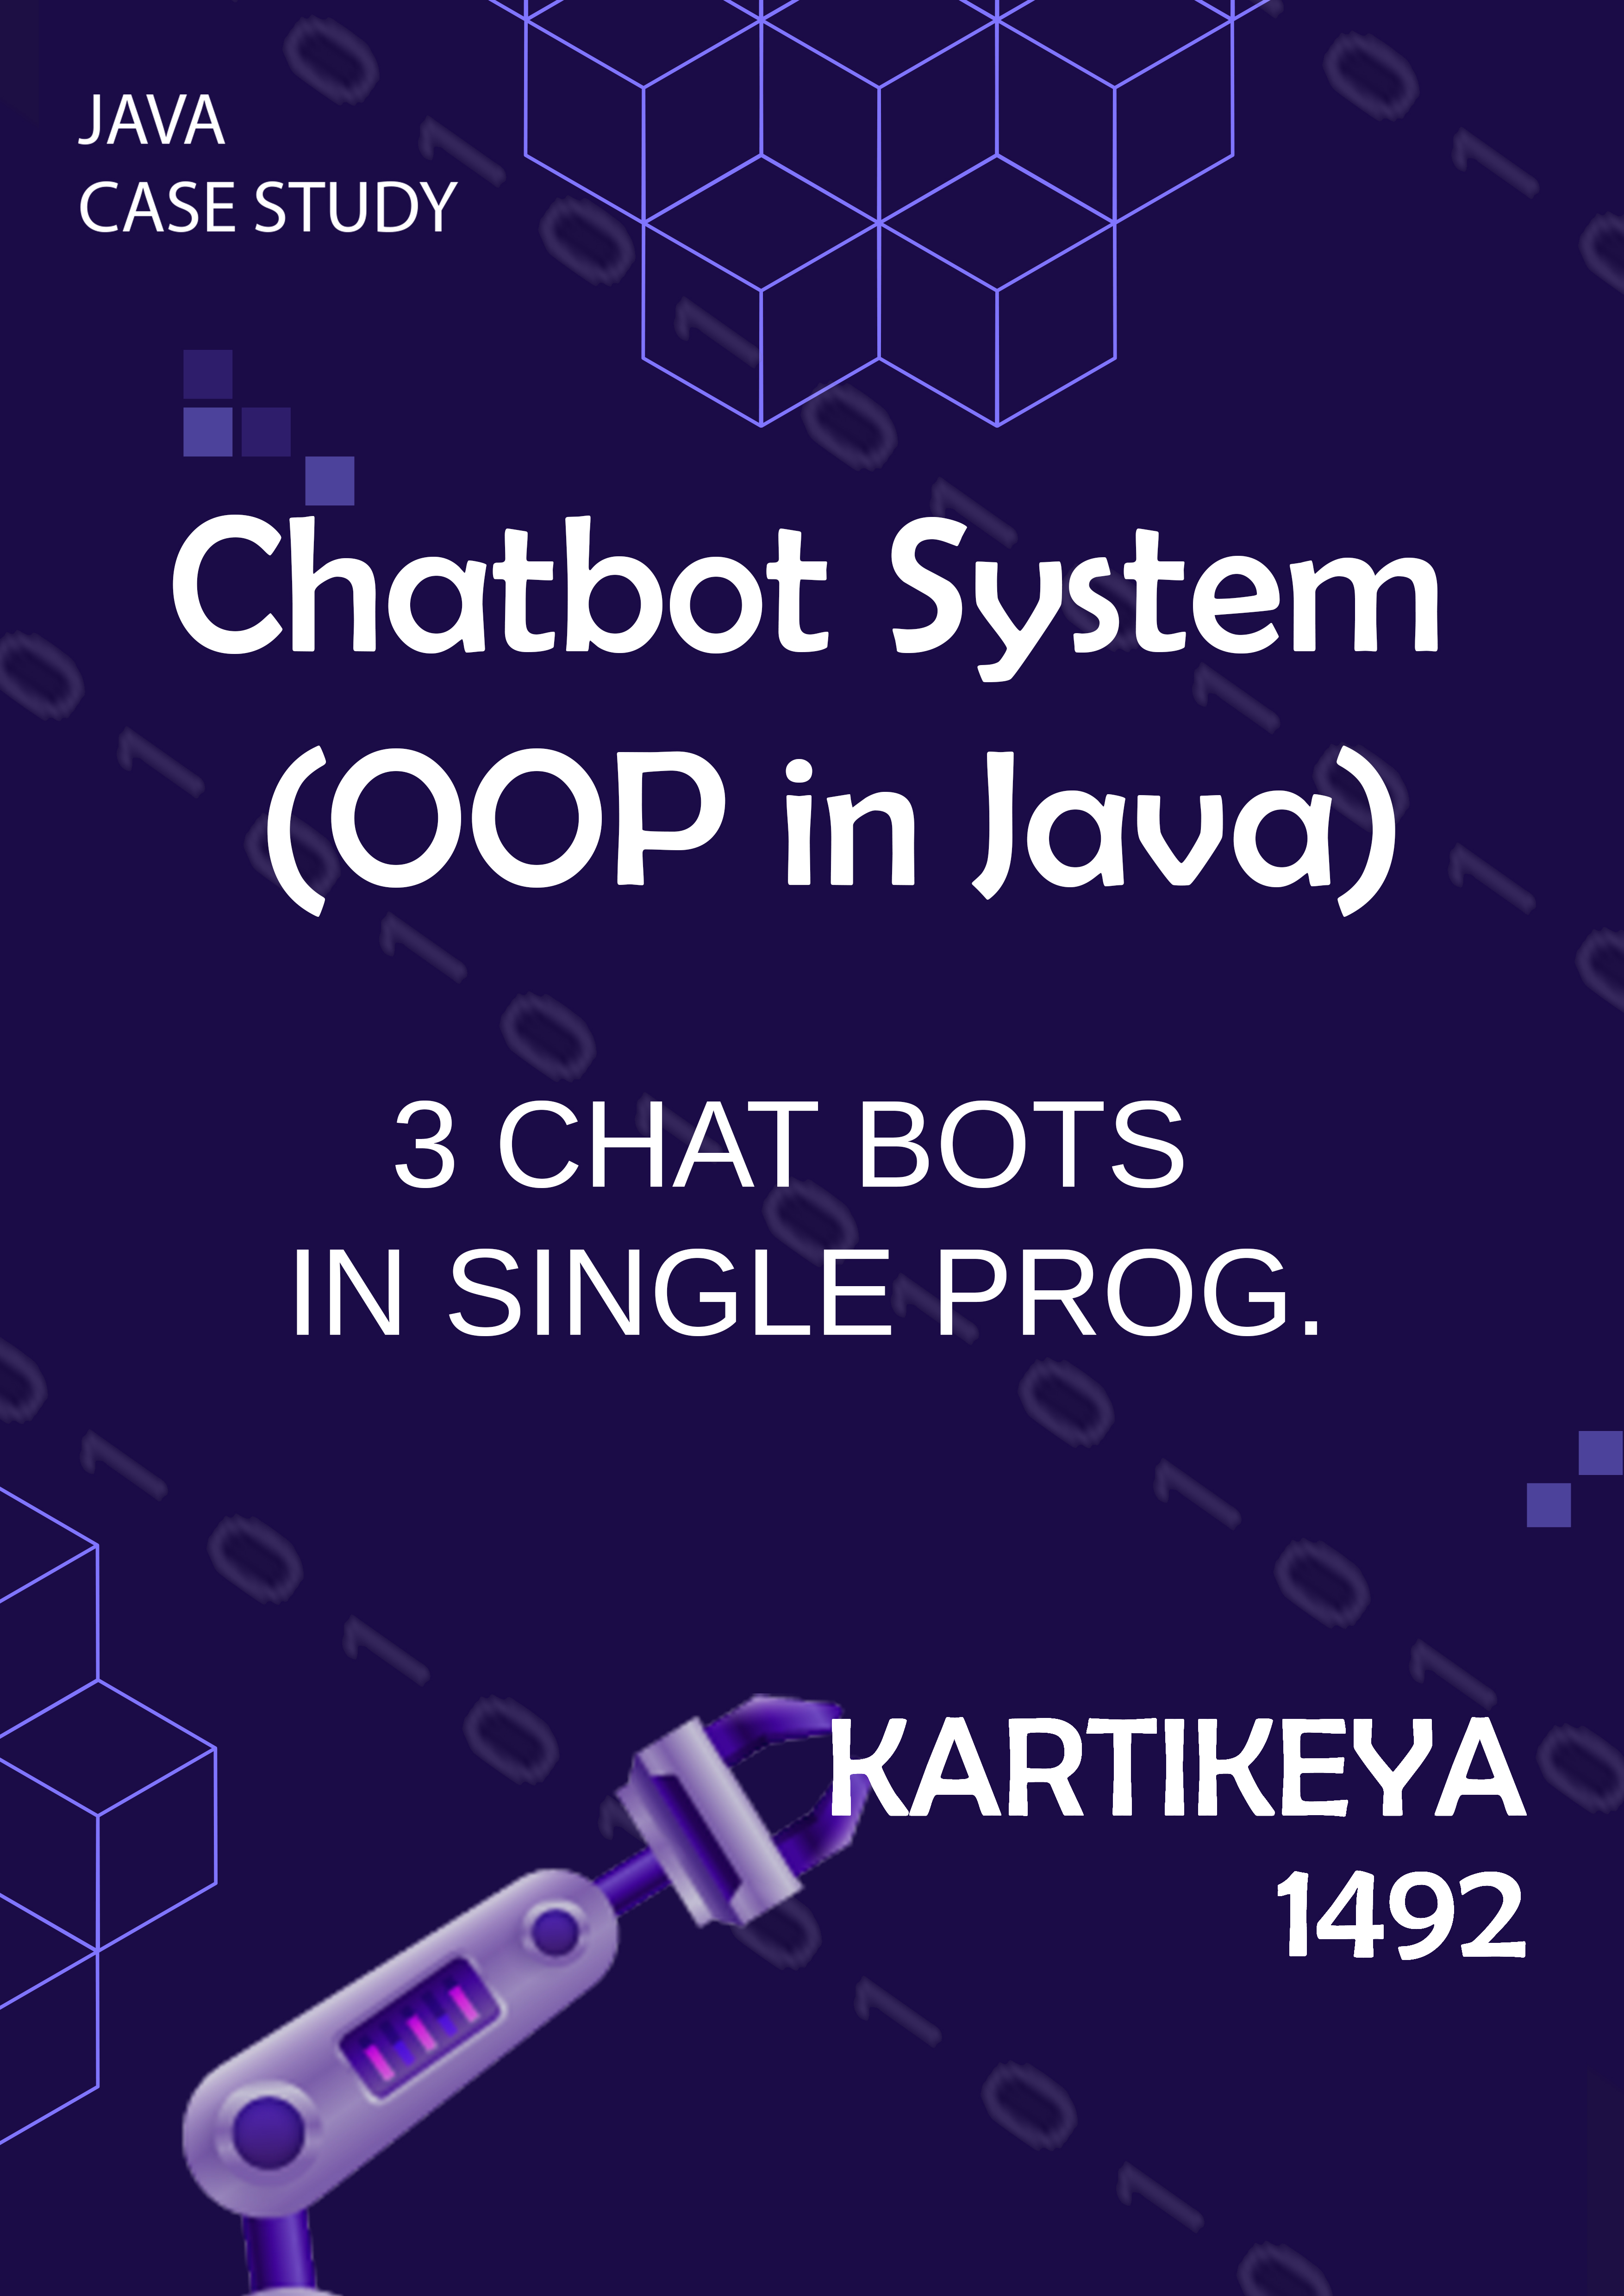 JAVA
CASE STUDY
Chatbot System
(OOP in Java)
3 CHAT BOTS
IN SINGLE PROG.
KARTIKEYA
1492